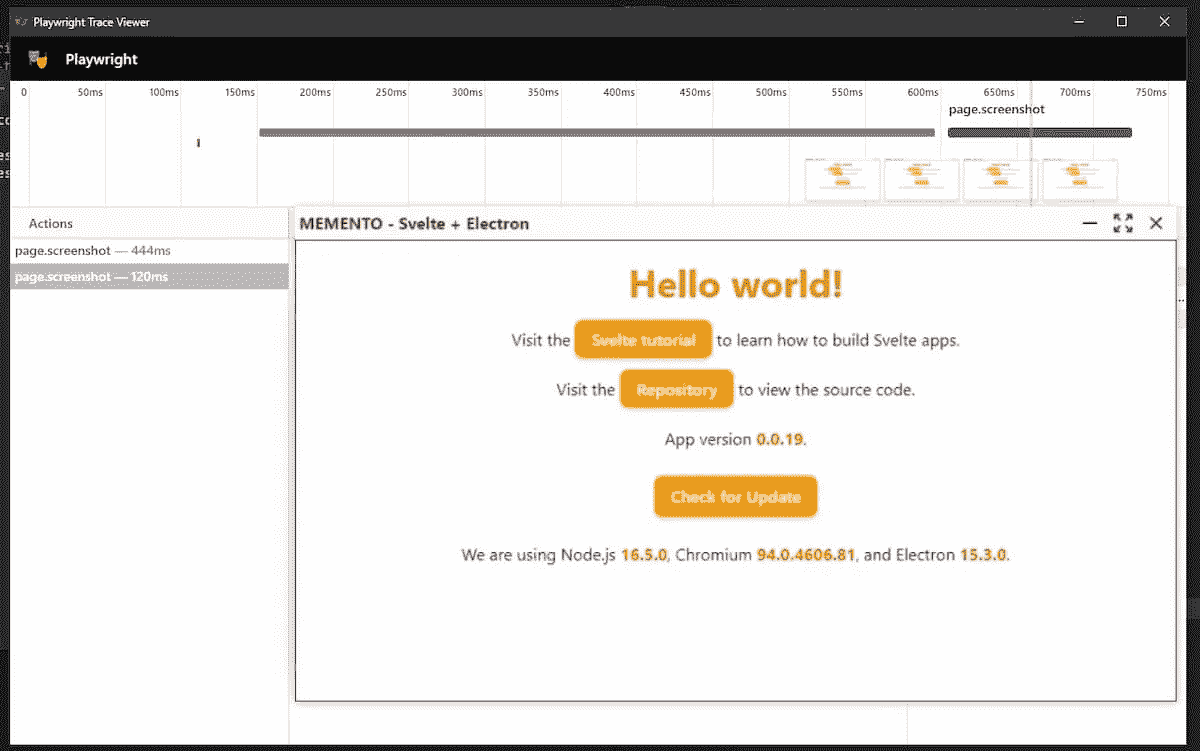 Playwright Trace Viewer
Playwright
0 50ms 100ms 150ms 200ms 250ms 300ms 350ms 400ms 450ms 500ms 550ms 600ms 650ms 700ms 750ms
page.screenshot
Actions
page.screenshot — 444ms
page.screenshot — 120ms
MEMENTO - Svelte + Electron
Hello world!
Visit the Svelte tutorial to learn how to build Svelte apps.
Visit the Repository to view the source code.
App version 0.0.19.
Check for Update
We are using Node.js 16.5.0, Chromium 94.0.4606.81, and Electron 15.3.0.